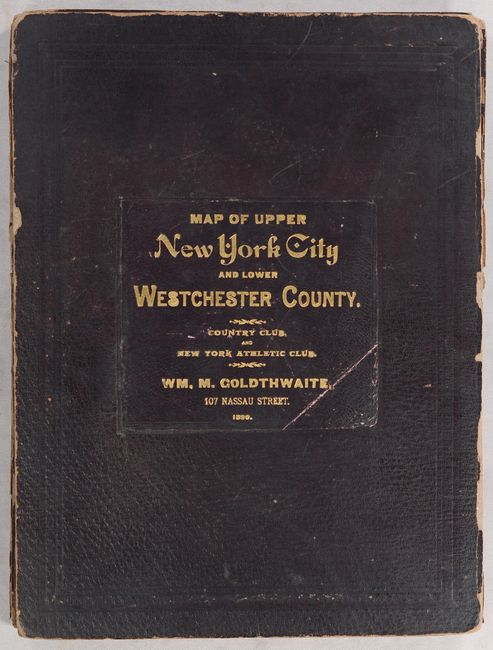 MAP OF UPPER
New York City
AND LOWER
WESTCHESTER COUNTY.
COUNTRY CLUB,
AND
NEW YORK ATHLETIC CLUB.
WM. M. GOLDTHWAITE,
107 NASSAU STREET.